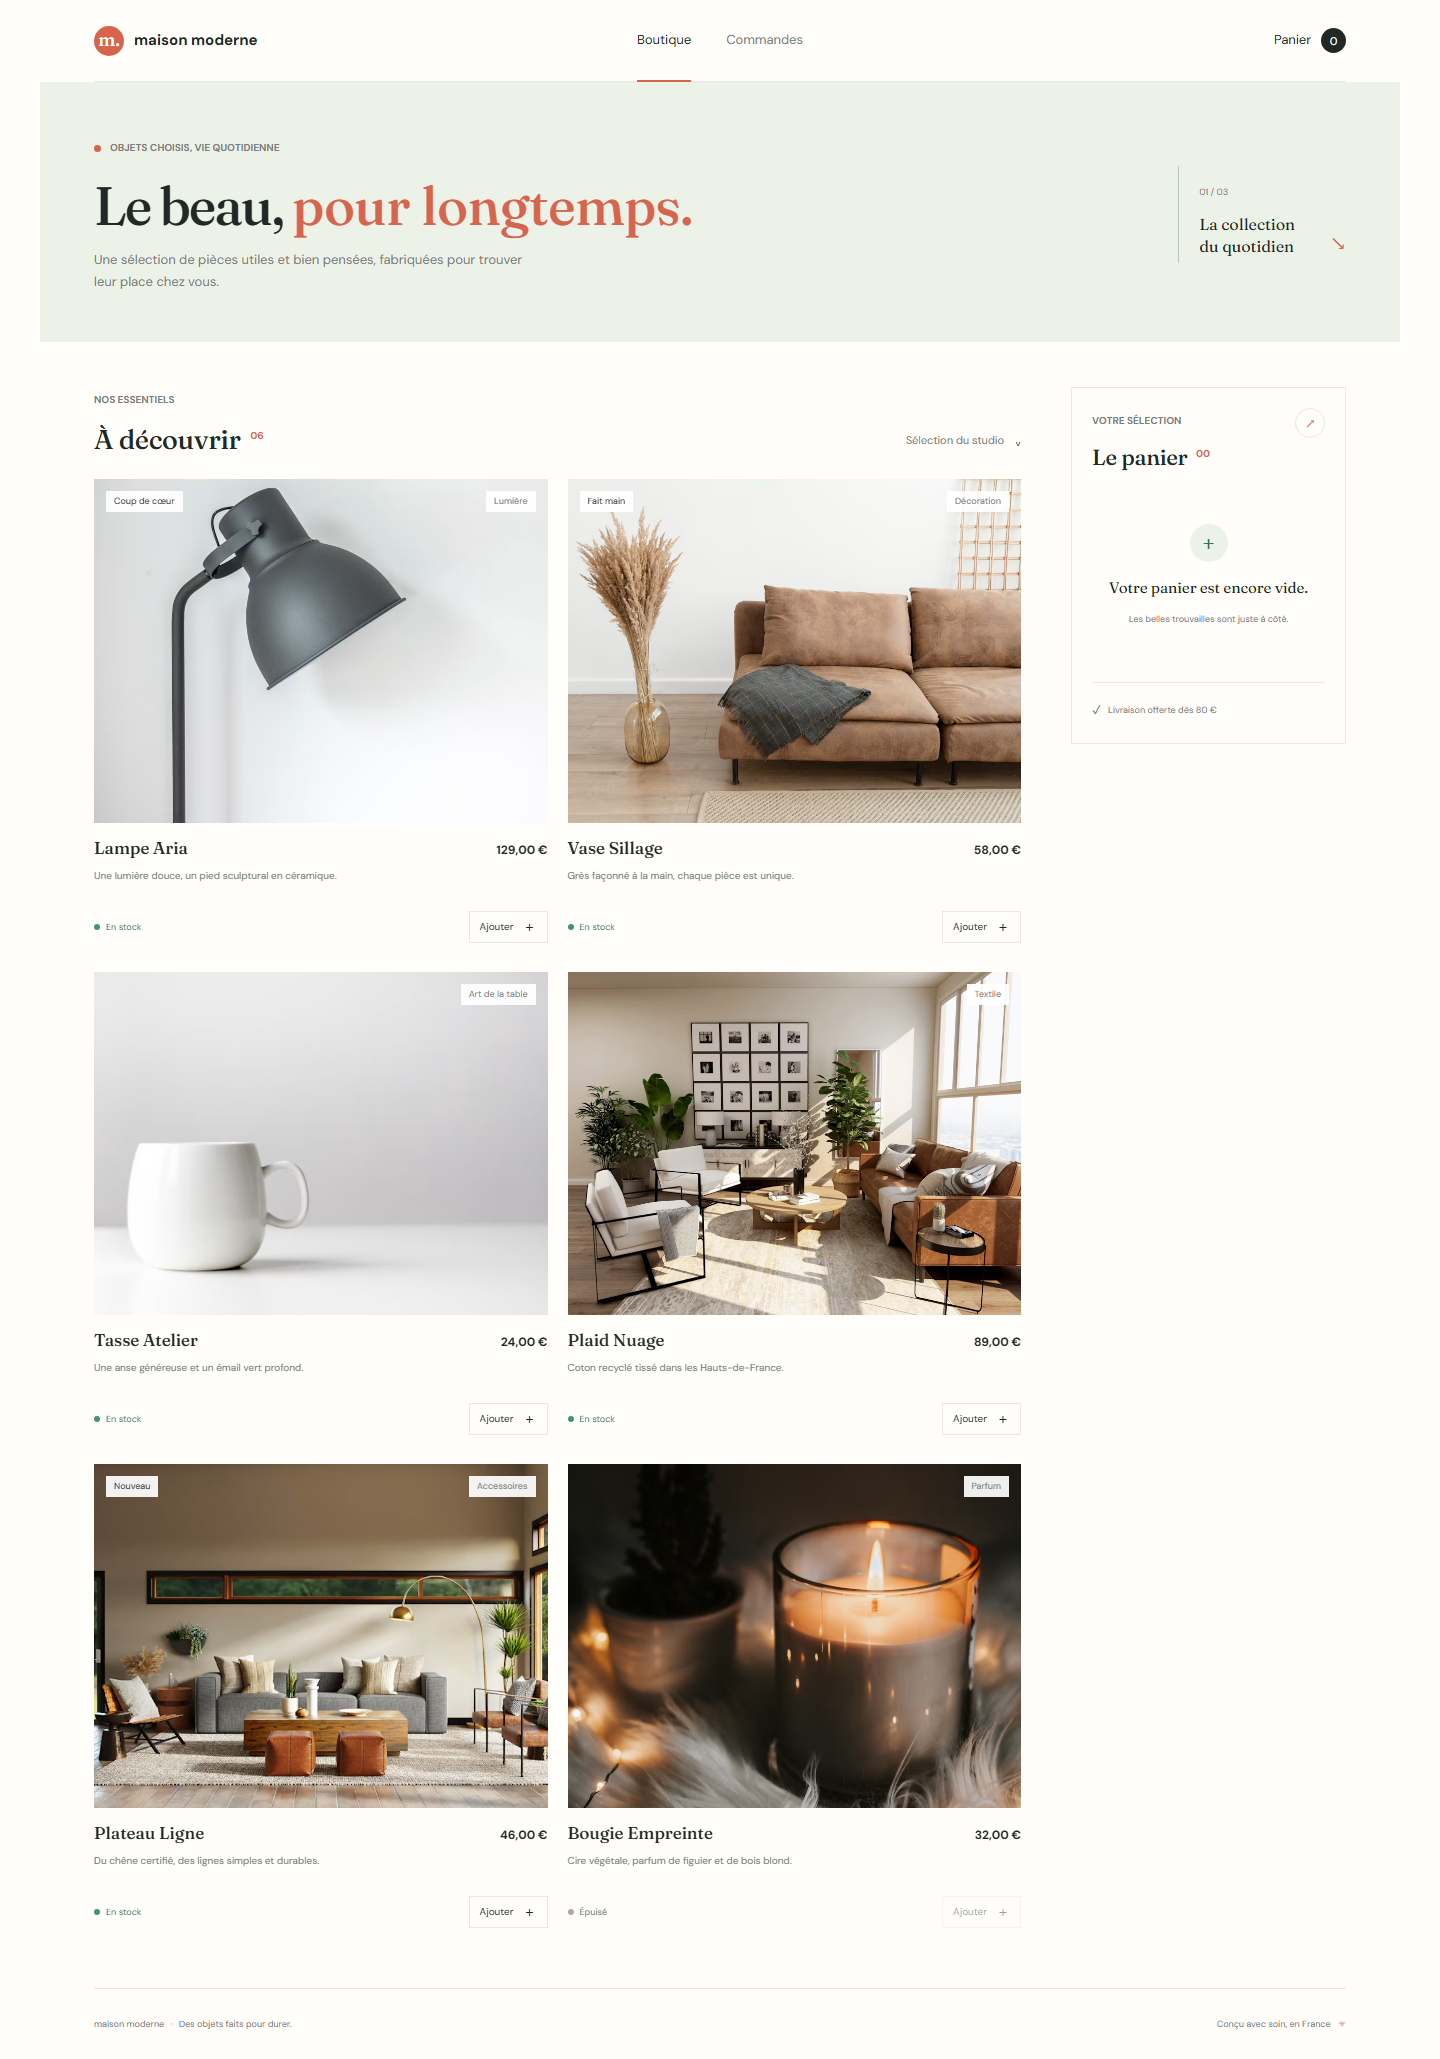 m. maison moderne
Boutique
Commandes
Panier 0
OBJETS CHOISIS, VIE QUOTIDIENNE
Le beau, pour longtemps.
Une sélection de pièces utiles et bien pensées, fabriquées pour trouver
leur place chez vous.
01 / 03
La collection
du quotidien ↘
NOS ESSENTIELS
À découvrir 06
Sélection du studio
Coup de cœur
Lumière
Lampe Aria
129,00 €
Une lumière douce, un pied sculptural en céramique.
En stock
Ajouter +
Fait main
Décoration
Vase Sillage
58,00 €
Grès façonné à la main, chaque pièce est unique.
En stock
Ajouter +
Art de la table
Tasse Atelier
24,00 €
Une anse généreuse et un émail vert profond.
En stock
Ajouter +
Textile
Plaid Nuage
89,00 €
Coton recyclé tissé dans les Hauts-de-France.
En stock
Ajouter +
Nouveau
Accessoires
Plateau Ligne
46,00 €
Du chêne certifié, des lignes simples et durables.
En stock
Ajouter +
Parfum
Bougie Empreinte
32,00 €
Cire végétale, parfum de figuier et de bois blond.
Épuisé
Ajouter +
VOTRE SÉLECTION
↗
Le panier 00
+
Votre panier est encore vide.
Les belles trouvailles sont juste à côté.
✓ Livraison offerte dès 80 €
maison moderne · Des objets faits pour durer.
Conçu avec soin, en France ✳